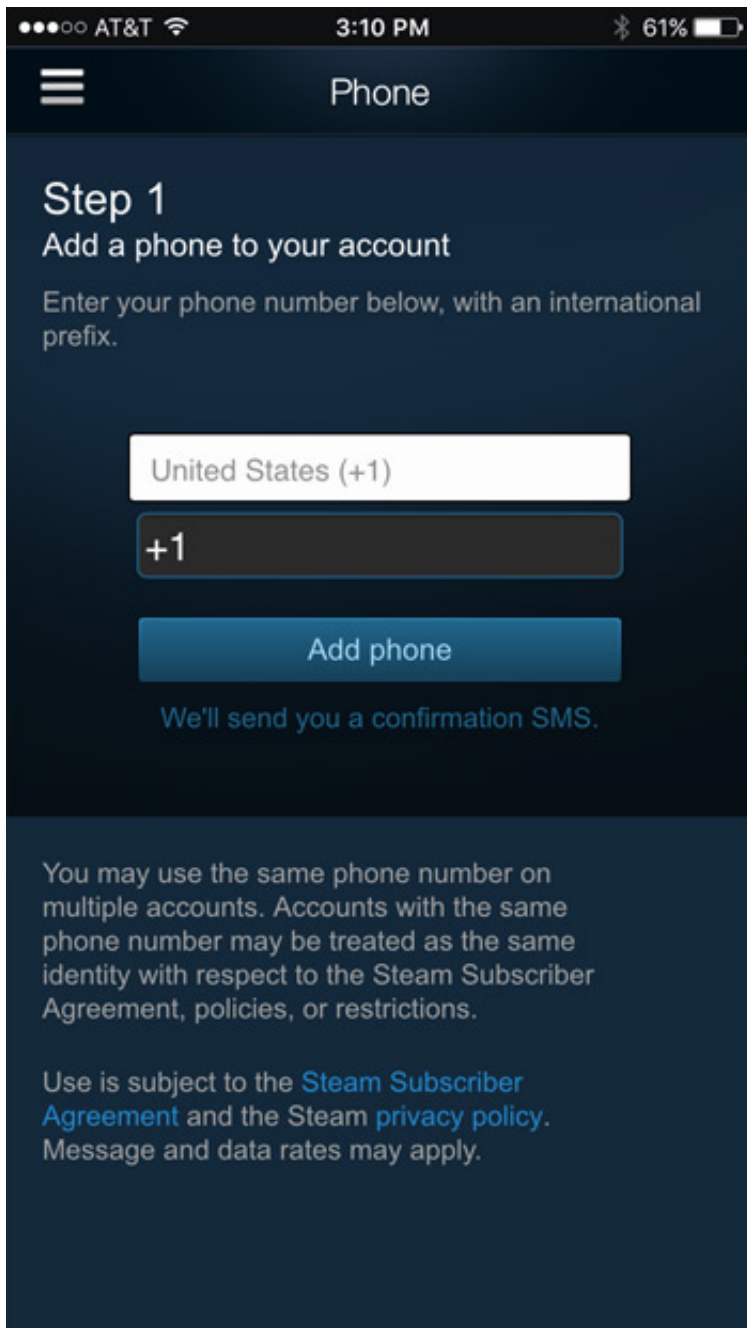 AT&T 3:10 PM 61%
Phone
Step 1
Add a phone to your account
Enter your phone number below, with an international
prefix.
United States (+1)
+1
Add phone
We'll send you a confirmation SMS.
You may use the same phone number on
multiple accounts. Accounts with the same
phone number may be treated as the same
identity with respect to the Steam Subscriber
Agreement, policies, or restrictions.
Use is subject to the Steam Subscriber
Agreement and the Steam privacy policy.
Message and data rates may apply.